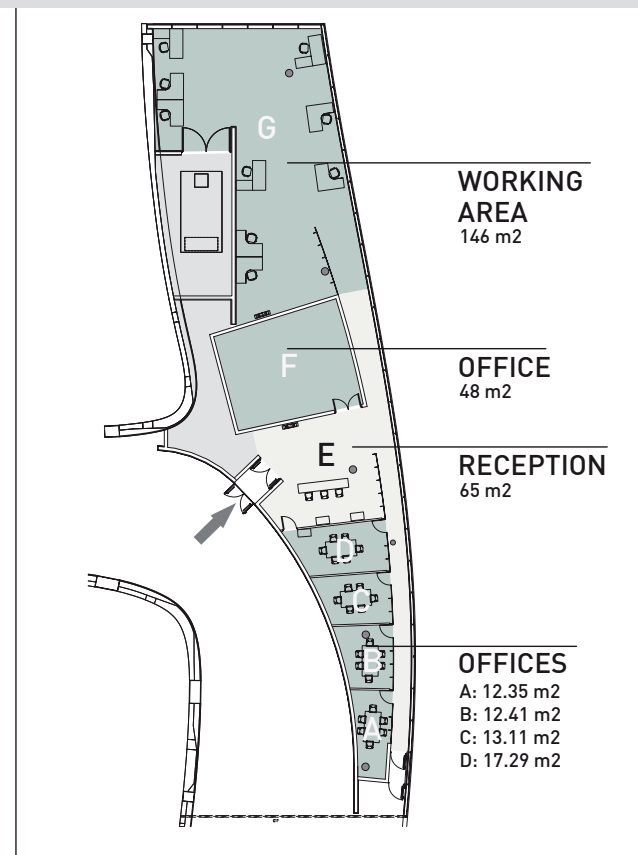 G
WORKING
AREA
146 m2
F
OFFICE
48 m2
E
RECEPTION
65 m2
D
C
B
A
OFFICES
A: 12.35 m2
B: 12.41 m2
C: 13.11 m2
D: 17.29 m2